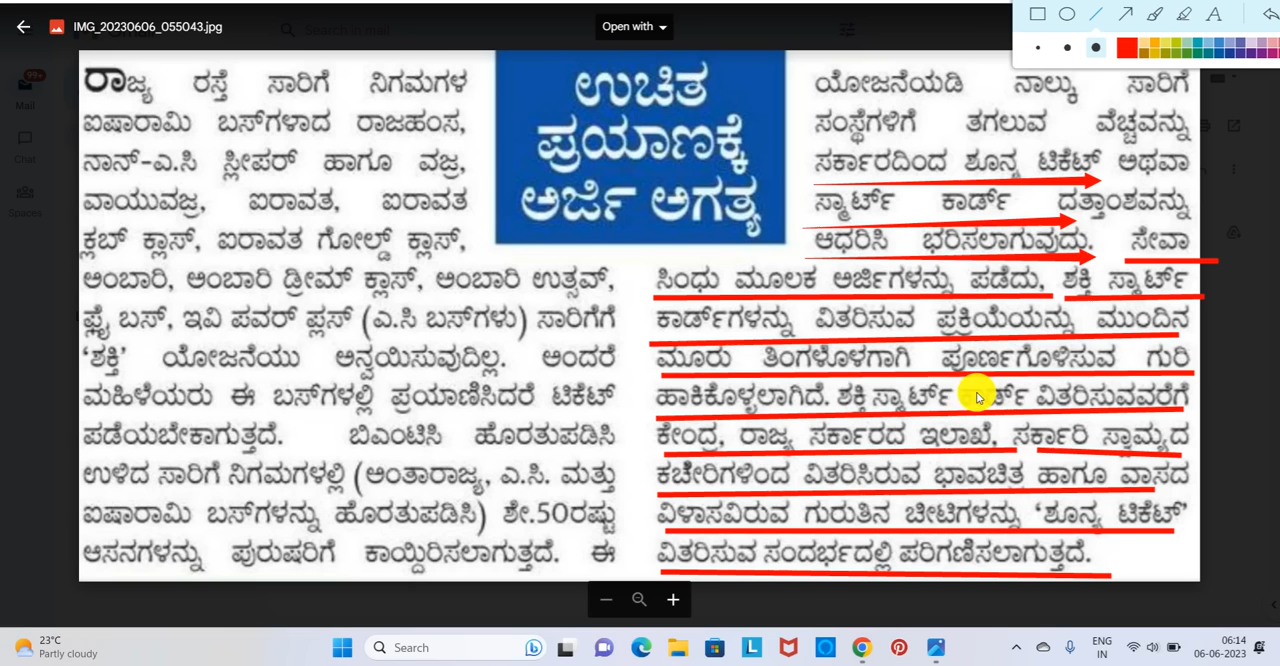 IMG_20230606_055043.jpg
Search in mail
Open with
99+
Mail
Chat
Spaces
ರಾಜ್ಯ ರಸ್ತೆ ಸಾರಿಗೆ ನಿಗಮಗಳ
ಐಷಾರಾಮಿ ಬಸ್‌ಗಳಾದ ರಾಜಹಂಸ,
ನಾನ್-ಎ.ಸಿ ಸ್ಲೀಪರ್ ಹಾಗೂ ವಜ್ರ,
ವಾಯುವಜ್ರ, ಐರಾವತ, ಐರಾವತ
ಕ್ಲಬ್ ಕ್ಲಾಸ್, ಐರಾವತ ಗೋಲ್ಡ್ ಕ್ಲಾಸ್,
ಅಂಬಾರಿ, ಅಂಬಾರಿ ಡ್ರೀಮ್ ಕ್ಲಾಸ್, ಅಂಬಾರಿ ಉತ್ಸವ್,
ಫ್ಲೈ ಬಸ್, ಇವಿ ಪವರ್ ಪ್ಲಸ್ (ಎ.ಸಿ ಬಸ್‌ಗಳು) ಸಾರಿಗೆಗೆ
‘ಶಕ್ತಿ’ ಯೋಜನೆಯು ಅನ್ವಯಿಸುವುದಿಲ್ಲ. ಅಂದರೆ
ಮಹಿಳೆಯರು ಈ ಬಸ್‌ಗಳಲ್ಲಿ ಪ್ರಯಾಣಿಸಿದರೆ ಟಿಕೆಟ್
ಪಡೆಯಬೇಕಾಗುತ್ತದೆ. ಬಿಎಂಟಿಸಿ ಹೊರತುಪಡಿಸಿ
ಉಳಿದ ಸಾರಿಗೆ ನಿಗಮಗಳಲ್ಲಿ (ಅಂತಾರಾಜ್ಯ, ಎ.ಸಿ. ಮತ್ತು
ಐಷಾರಾಮಿ ಬಸ್‌ಗಳನ್ನು ಹೊರತುಪಡಿಸಿ) ಶೇ.50ರಷ್ಟು
ಆಸನಗಳನ್ನು ಪುರುಷರಿಗೆ ಕಾಯ್ದಿರಿಸಲಾಗುತ್ತದೆ. ಈ
ಉಚಿತ
ಪ್ರಯಾಣಕ್ಕೆ
ಅರ್ಜಿ ಅಗತ್ಯ
ಯೋಜನೆಯಡಿ ನಾಲ್ಕು ಸಾರಿಗೆ
ಸಂಸ್ಥೆಗಳಿಗೆ ತಗಲುವ ವೆಚ್ಚವನ್ನು
ಸರ್ಕಾರದಿಂದ ಶೂನ್ಯ ಟಿಕೆಟ್ ಅಥವಾ
ಸ್ಮಾರ್ಟ್ ಕಾರ್ಡ್ ದತ್ತಾಂಶವನ್ನು
ಆಧರಿಸಿ ಭರಿಸಲಾಗುವುದು. ಸೇವಾ
ಸಿಂಧು ಮೂಲಕ ಅರ್ಜಿಗಳನ್ನು ಪಡೆದು, ಶಕ್ತಿ ಸ್ಮಾರ್ಟ್
ಕಾರ್ಡ್‌ಗಳನ್ನು ವಿತರಿಸುವ ಪ್ರಕ್ರಿಯೆಯನ್ನು ಮುಂದಿನ
ಮೂರು ತಿಂಗಳೊಳಗಾಗಿ ಪೂರ್ಣಗೊಳಿಸುವ ಗುರಿ
ಹಾಕಿಕೊಳ್ಳಲಾಗಿದೆ. ಶಕ್ತಿ ಸ್ಮಾರ್ಟ್ ಕಾರ್ಡ್ ವಿತರಿಸುವವರೆಗೆ
ಕೇಂದ್ರ, ರಾಜ್ಯ ಸರ್ಕಾರದ ಇಲಾಖೆ, ಸರ್ಕಾರಿ ಸ್ವಾಮ್ಯದ
ಕಚೇರಿಗಳಿಂದ ವಿತರಿಸಿರುವ ಭಾವಚಿತ್ರ ಹಾಗೂ ವಾಸದ
ವಿಳಾಸವಿರುವ ಗುರುತಿನ ಚೀಟಿಗಳನ್ನು ‘ಶೂನ್ಯ ಟಿಕೆಟ್’
ವಿತರಿಸುವ ಸಂದರ್ಭದಲ್ಲಿ ಪರಿಗಣಿಸಲಾಗುತ್ತದೆ.
23°C
Partly cloudy
Search
ENG
IN
06:14
06-06-2023